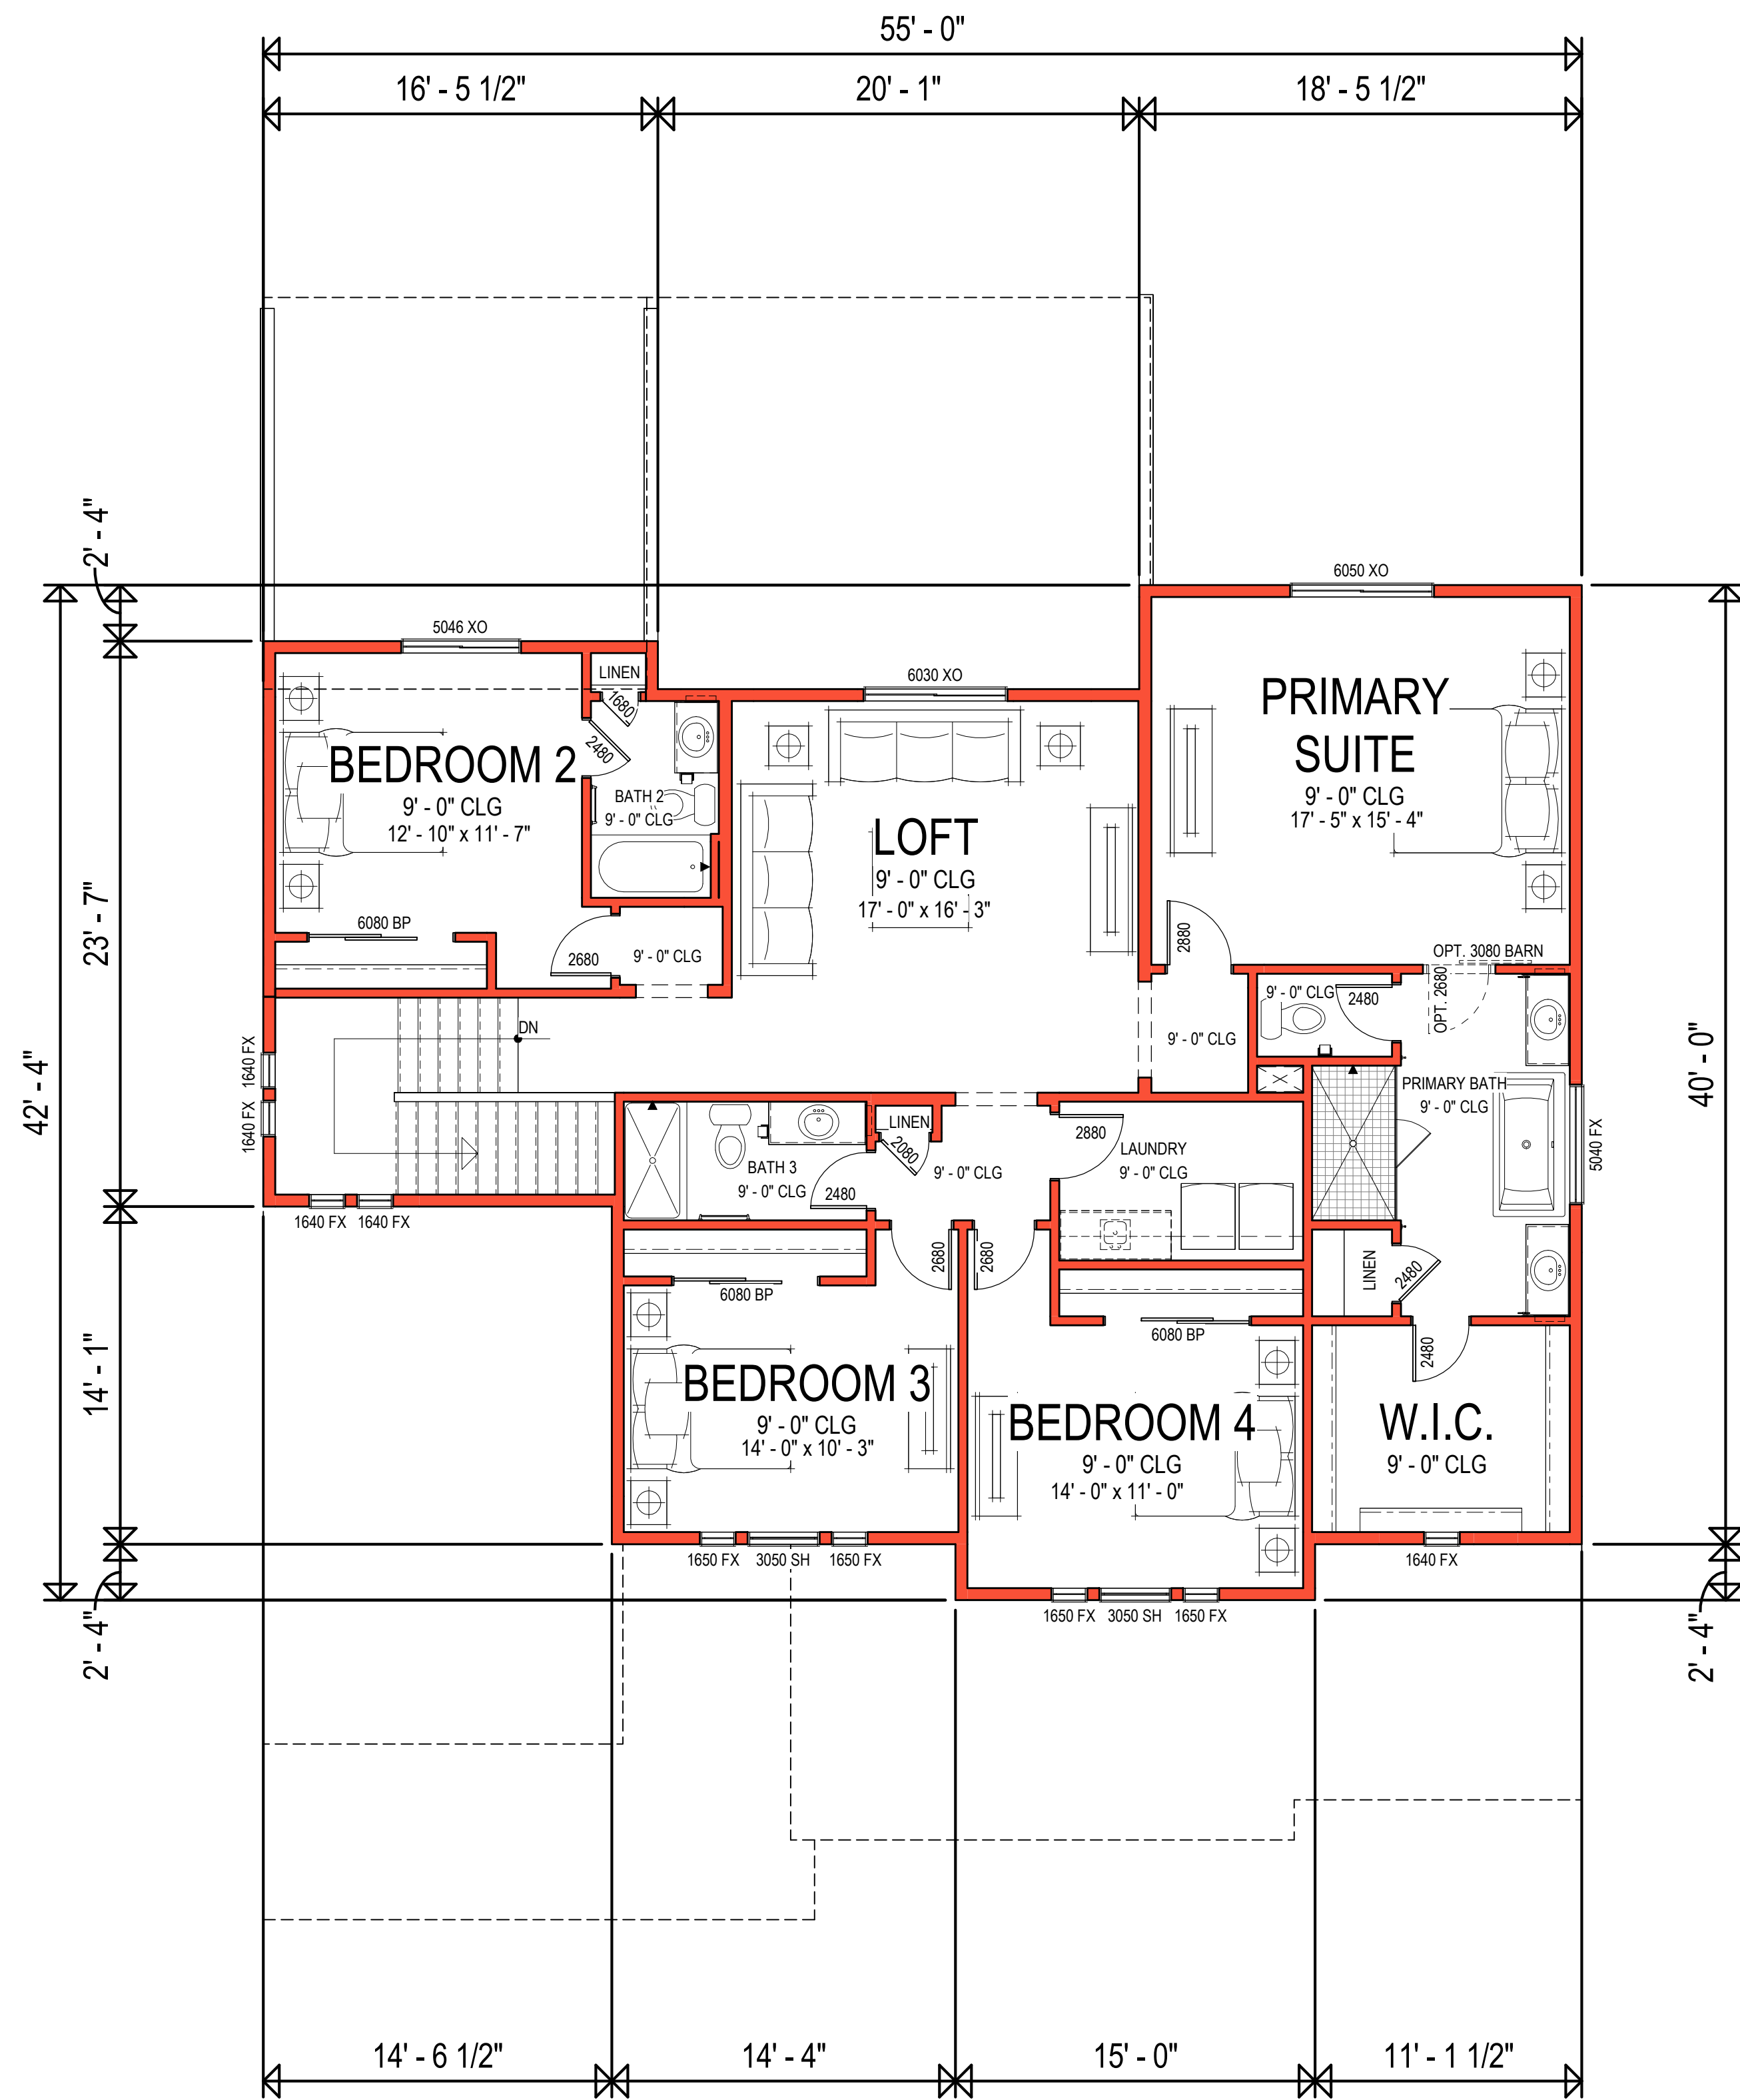 55' - 0"
16' - 5 1/2"
20' - 1"
18' - 5 1/2"
2' - 4"
23' - 7"
14' - 1"
2' - 4"
42' - 4"
40' - 0"
2' - 4"
6050 XO
5046 XO
6030 XO
LINEN
1680
2480
BEDROOM 2
9' - 0" CLG
12' - 10" x 11' - 7"
BATH 2
9' - 0" CLG
LOFT
9' - 0" CLG
17' - 0" x 16' - 3"
PRIMARY
SUITE
9' - 0" CLG
17' - 5" x 15' - 4"
6080 BP
2680
9' - 0" CLG
2880
OPT. 3080 BARN
OPT. 2680
9' - 0" CLG
2480
DN
9' - 0" CLG
1640 FX
1640 FX
PRIMARY BATH
9' - 0" CLG
5040 FX
LINEN
2080
2880
LAUNDRY
9' - 0" CLG
BATH 3
9' - 0" CLG
2480
9' - 0" CLG
1640 FX
1640 FX
2680
2680
LINEN
2480
6080 BP
6080 BP
2480
BEDROOM 3
9' - 0" CLG
14' - 0" x 10' - 3"
BEDROOM 4
9' - 0" CLG
14' - 0" x 11' - 0"
W.I.C.
9' - 0" CLG
1650 FX
3050 SH
1650 FX
1640 FX
1650 FX
3050 SH
1650 FX
14' - 6 1/2"
14' - 4"
15' - 0"
11' - 1 1/2"